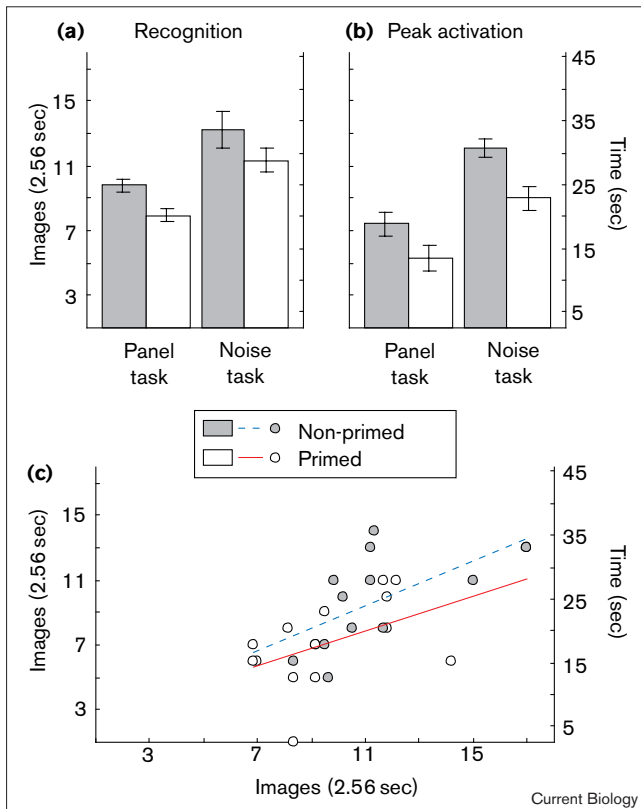 (a) Recognition (b) Peak activation
Images (2.56 sec)
15
11
7
3
45
35
25
15
5
Time (sec)
Panel task
Noise task
Panel task
Noise task
Non-primed
Primed
(c)
Images (2.56 sec)
15
11
7
3
45
35
25
15
5
Time (sec)
3 7 11 15
Images (2.56 sec)
Current Biology